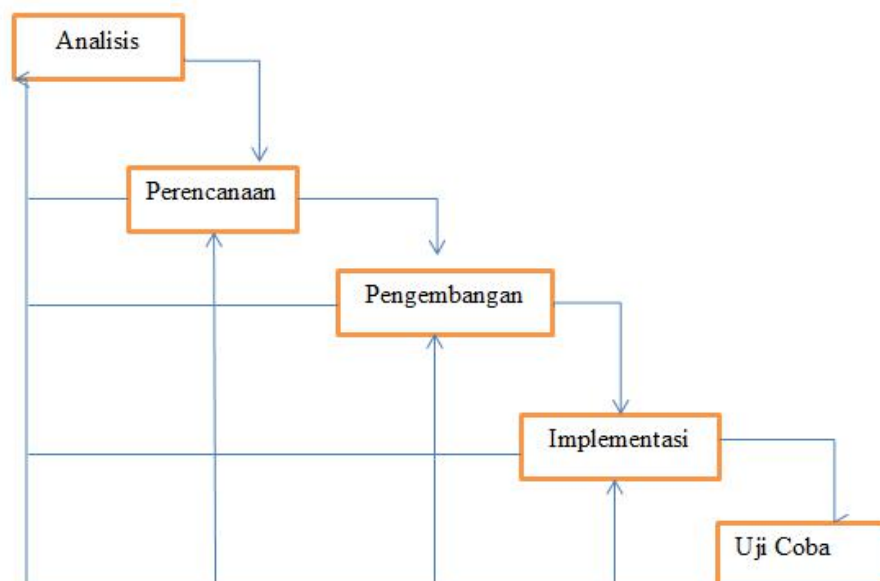 Analisis
Perencanaan
Pengembangan
Implementasi
Uji Coba